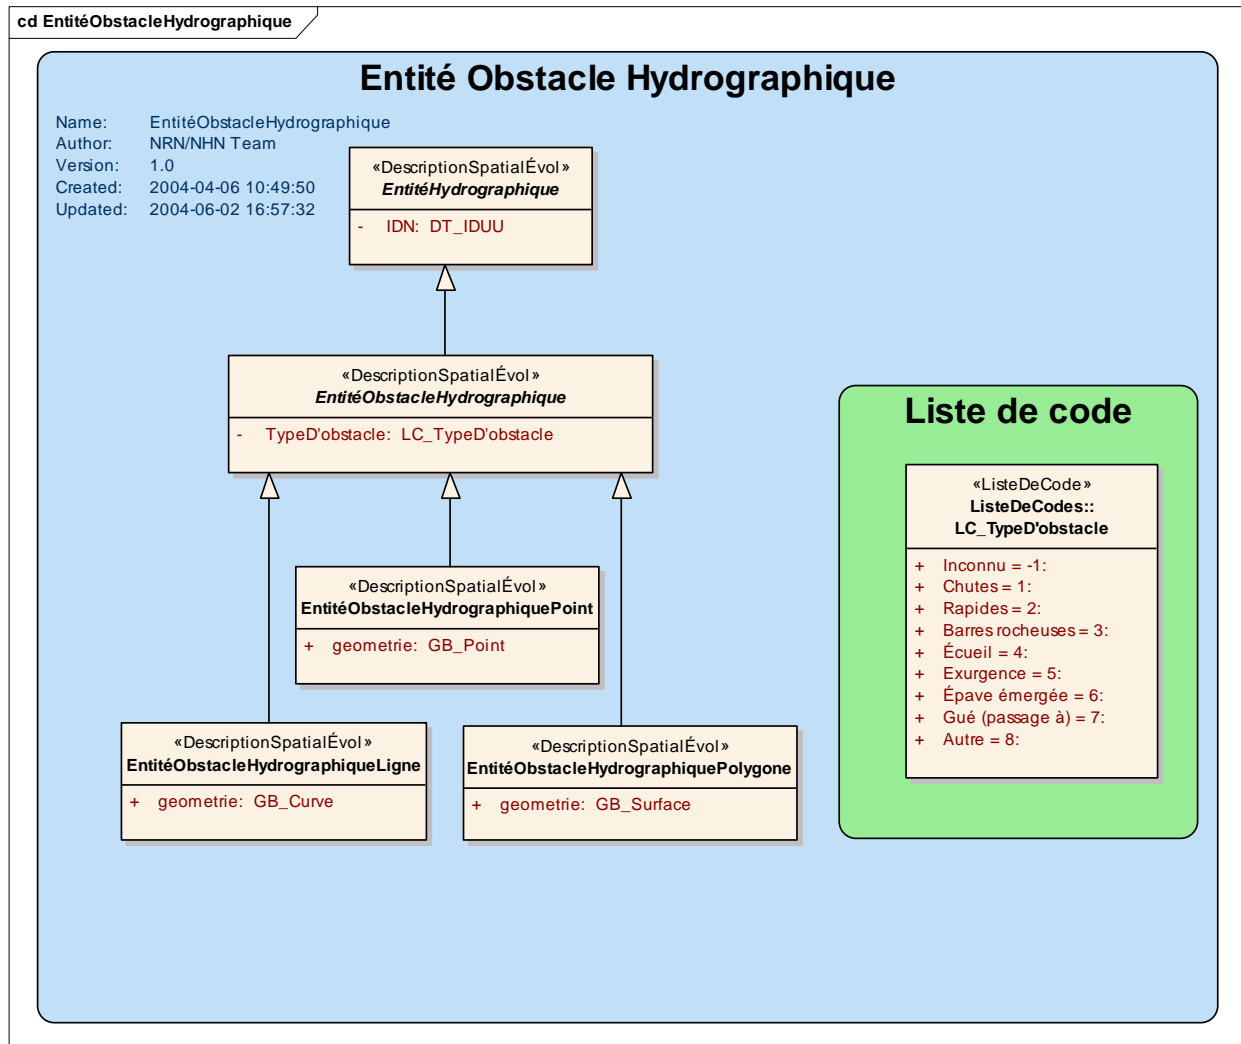 cd EntitéObstacleHydrographique
Entité Obstacle Hydrographique
Name: EntitéObstacleHydrographique
Author: NRN/NHN Team
Version: 1.0
Created: 2004-04-06 10:49:50
Updated: 2004-06-02 16:57:32
«DescriptionSpatialÉvol»
EntitéHydrographique
- IDN: DT_IDUU
«DescriptionSpatialÉvol»
EntitéObstacleHydrographique
- TypeD'obstacle: LC_TypeD'obstacle
«DescriptionSpatialÉvol»
EntitéObstacleHydrographiquePoint
+ geometrie: GB_Point
«DescriptionSpatialÉvol»
EntitéObstacleHydrographiqueLigne
+ geometrie: GB_Curve
«DescriptionSpatialÉvol»
EntitéObstacleHydrographiquePolygone
+ geometrie: GB_Surface
Liste de code
«ListeDeCode»
ListeDeCodes::
LC_TypeD'obstacle
+ Inconnu = -1:
+ Chutes = 1:
+ Rapides = 2:
+ Barres rocheuses = 3:
+ Écueil = 4:
+ Exurgence = 5:
+ Épave émergée = 6:
+ Gué (passage à) = 7:
+ Autre = 8: